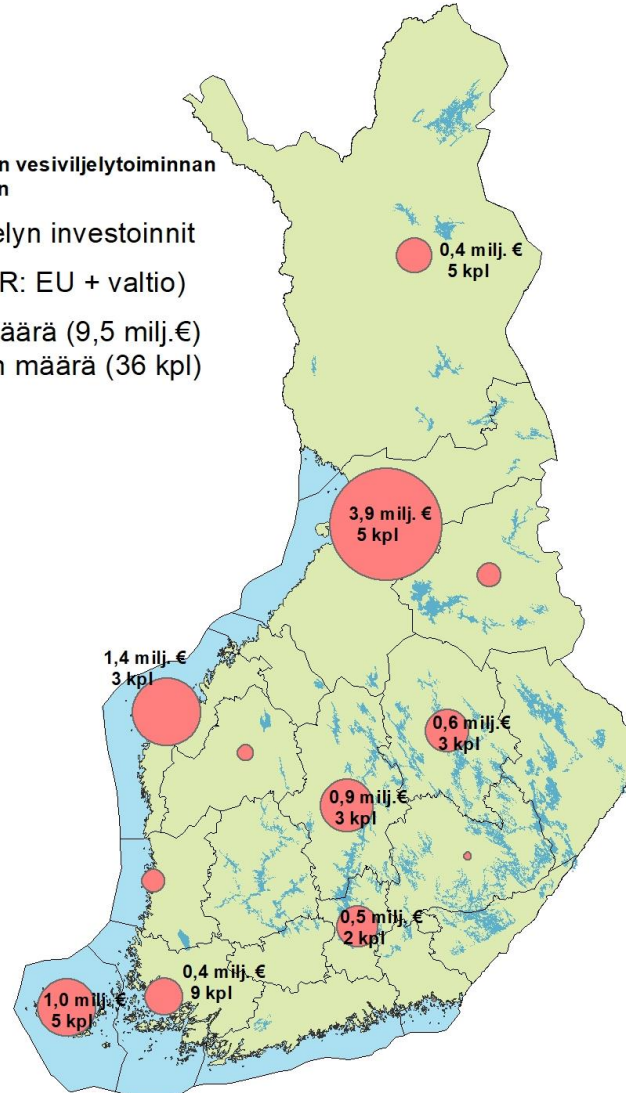 n vesiviljelytoiminnan
n
elyn investoinnit
R: EU + valtio)
äärä (9,5 milj.€)
n määrä (36 kpl)
0,4 milj. €
5 kpl
3,9 milj. €
5 kpl
1,4 milj. €
3 kpl
0,6 milj.€
3 kpl
0,9 milj.€
3 kpl
0,5 milj. €
2 kpl
0,4 milj. €
9 kpl
1,0 milj. €
5 kpl